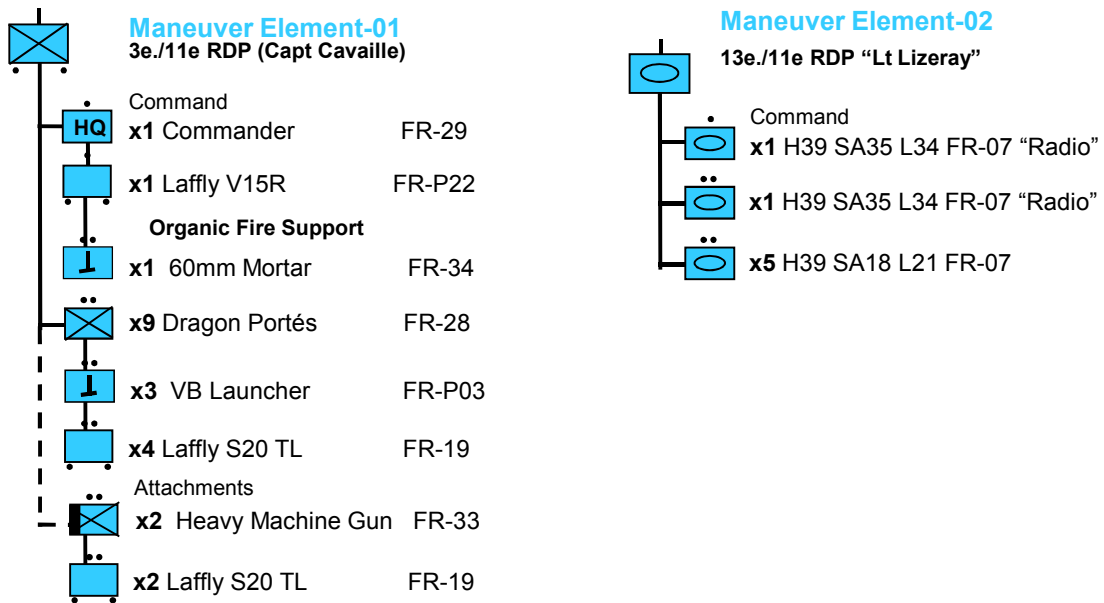 Maneuver Element-01
3e./11e RDP (Capt Cavaille)
Command
HQ x1 Commander FR-29
x1 Laffly V15R FR-P22
Organic Fire Support
x1 60mm Mortar FR-34
x9 Dragon Portés FR-28
x3 VB Launcher FR-P03
x4 Laffly S20 TL FR-19
Attachments
x2 Heavy Machine Gun FR-33
x2 Laffly S20 TL FR-19
Maneuver Element-02
13e./11e RDP “Lt Lizeray”
Command
x1 H39 SA35 L34 FR-07 “Radio”
x1 H39 SA35 L34 FR-07 “Radio”
x5 H39 SA18 L21 FR-07